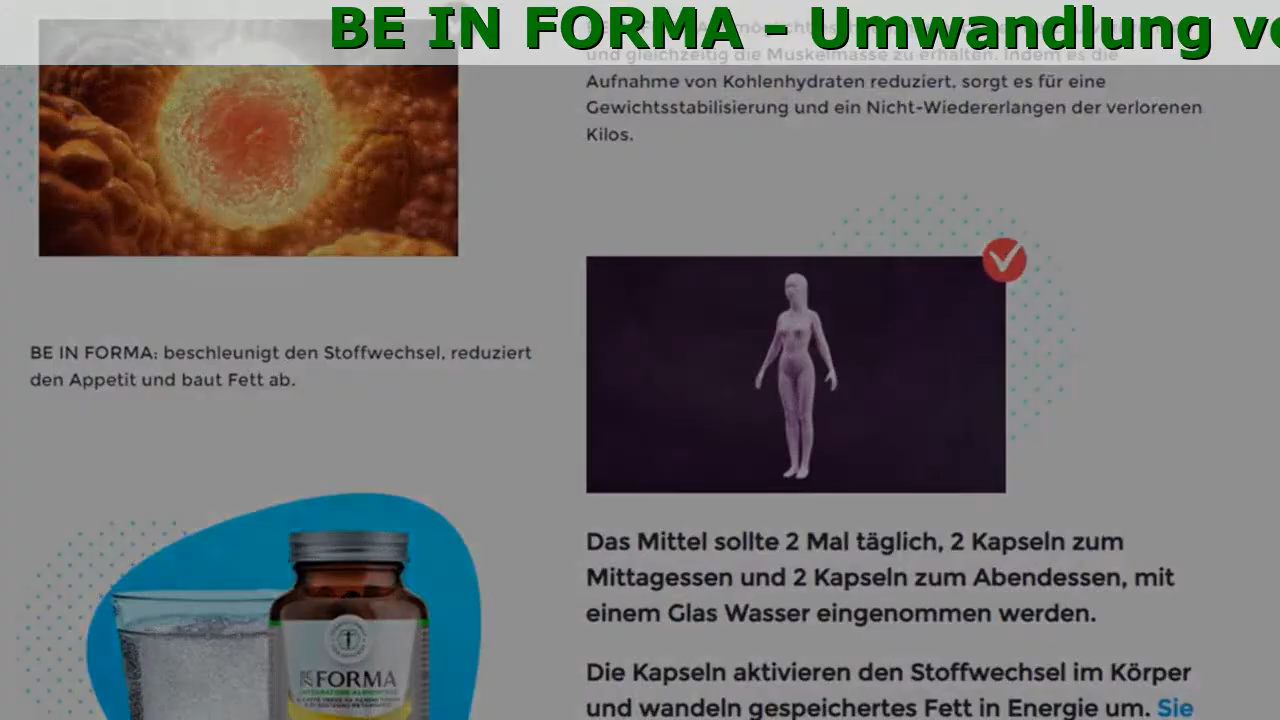 BE IN FORMA - Umwandlung
und gleichzeitig die Muskelmasse zu erhalten. Indem es die
Aufnahme von Kohlenhydraten reduziert, sorgt es für eine
Gewichtsstabilisierung und ein Nicht-Wiedererlangen der verlorenen
Kilos.
BE IN FORMA: beschleunigt den Stoffwechsel, reduziert
den Appetit und baut Fett ab.
BE IN FORMA
INTEGRATORE ALIMENTARE
Das Mittel sollte 2 Mal täglich, 2 Kapseln zum
Mittagessen und 2 Kapseln zum Abendessen, mit
einem Glas Wasser eingenommen werden.
Die Kapseln aktivieren den Stoffwechsel im Körper
und wandeln gespeichertes Fett in Energie um. Sie